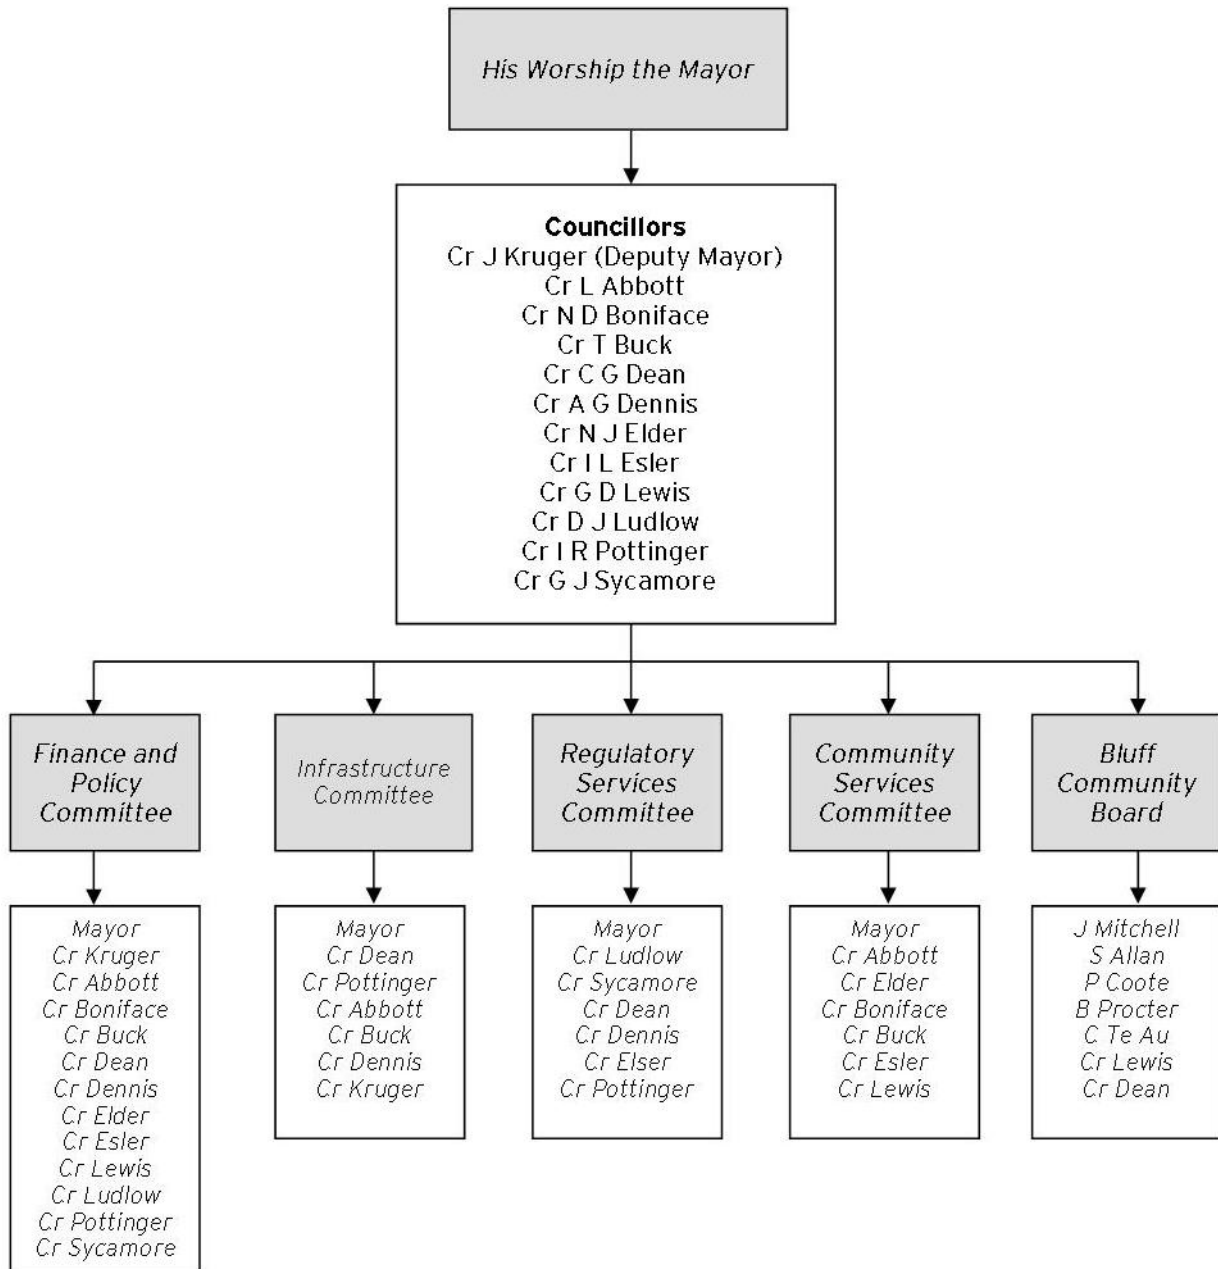 His Worship the Mayor
Councillors
Cr J Kruger (Deputy Mayor)
Cr L Abbott
Cr N D Boniface
Cr T Buck
Cr C G Dean
Cr A G Dennis
Cr N J Elder
Cr I L Esler
Cr G D Lewis
Cr D J Ludlow
Cr I R Pottinger
Cr G J Sycamore
Finance and
Policy
Committee
Infrastructure
Committee
Regulatory
Services
Committee
Community
Services
Committee
Bluff
Community
Board
Mayor
Cr Kruger
Cr Abbott
Cr Boniface
Cr Buck
Cr Dean
Cr Dennis
Cr Elder
Cr Esler
Cr Lewis
Cr Ludlow
Cr Pottinger
Cr Sycamore
Mayor
Cr Dean
Cr Pottinger
Cr Abbott
Cr Buck
Cr Dennis
Cr Kruger
Mayor
Cr Ludlow
Cr Sycamore
Cr Dean
Cr Dennis
Cr Elser
Cr Pottinger
Mayor
Cr Abbott
Cr Elder
Cr Boniface
Cr Buck
Cr Esler
Cr Lewis
J Mitchell
S Allan
P Coote
B Procter
C Te Au
Cr Lewis
Cr Dean